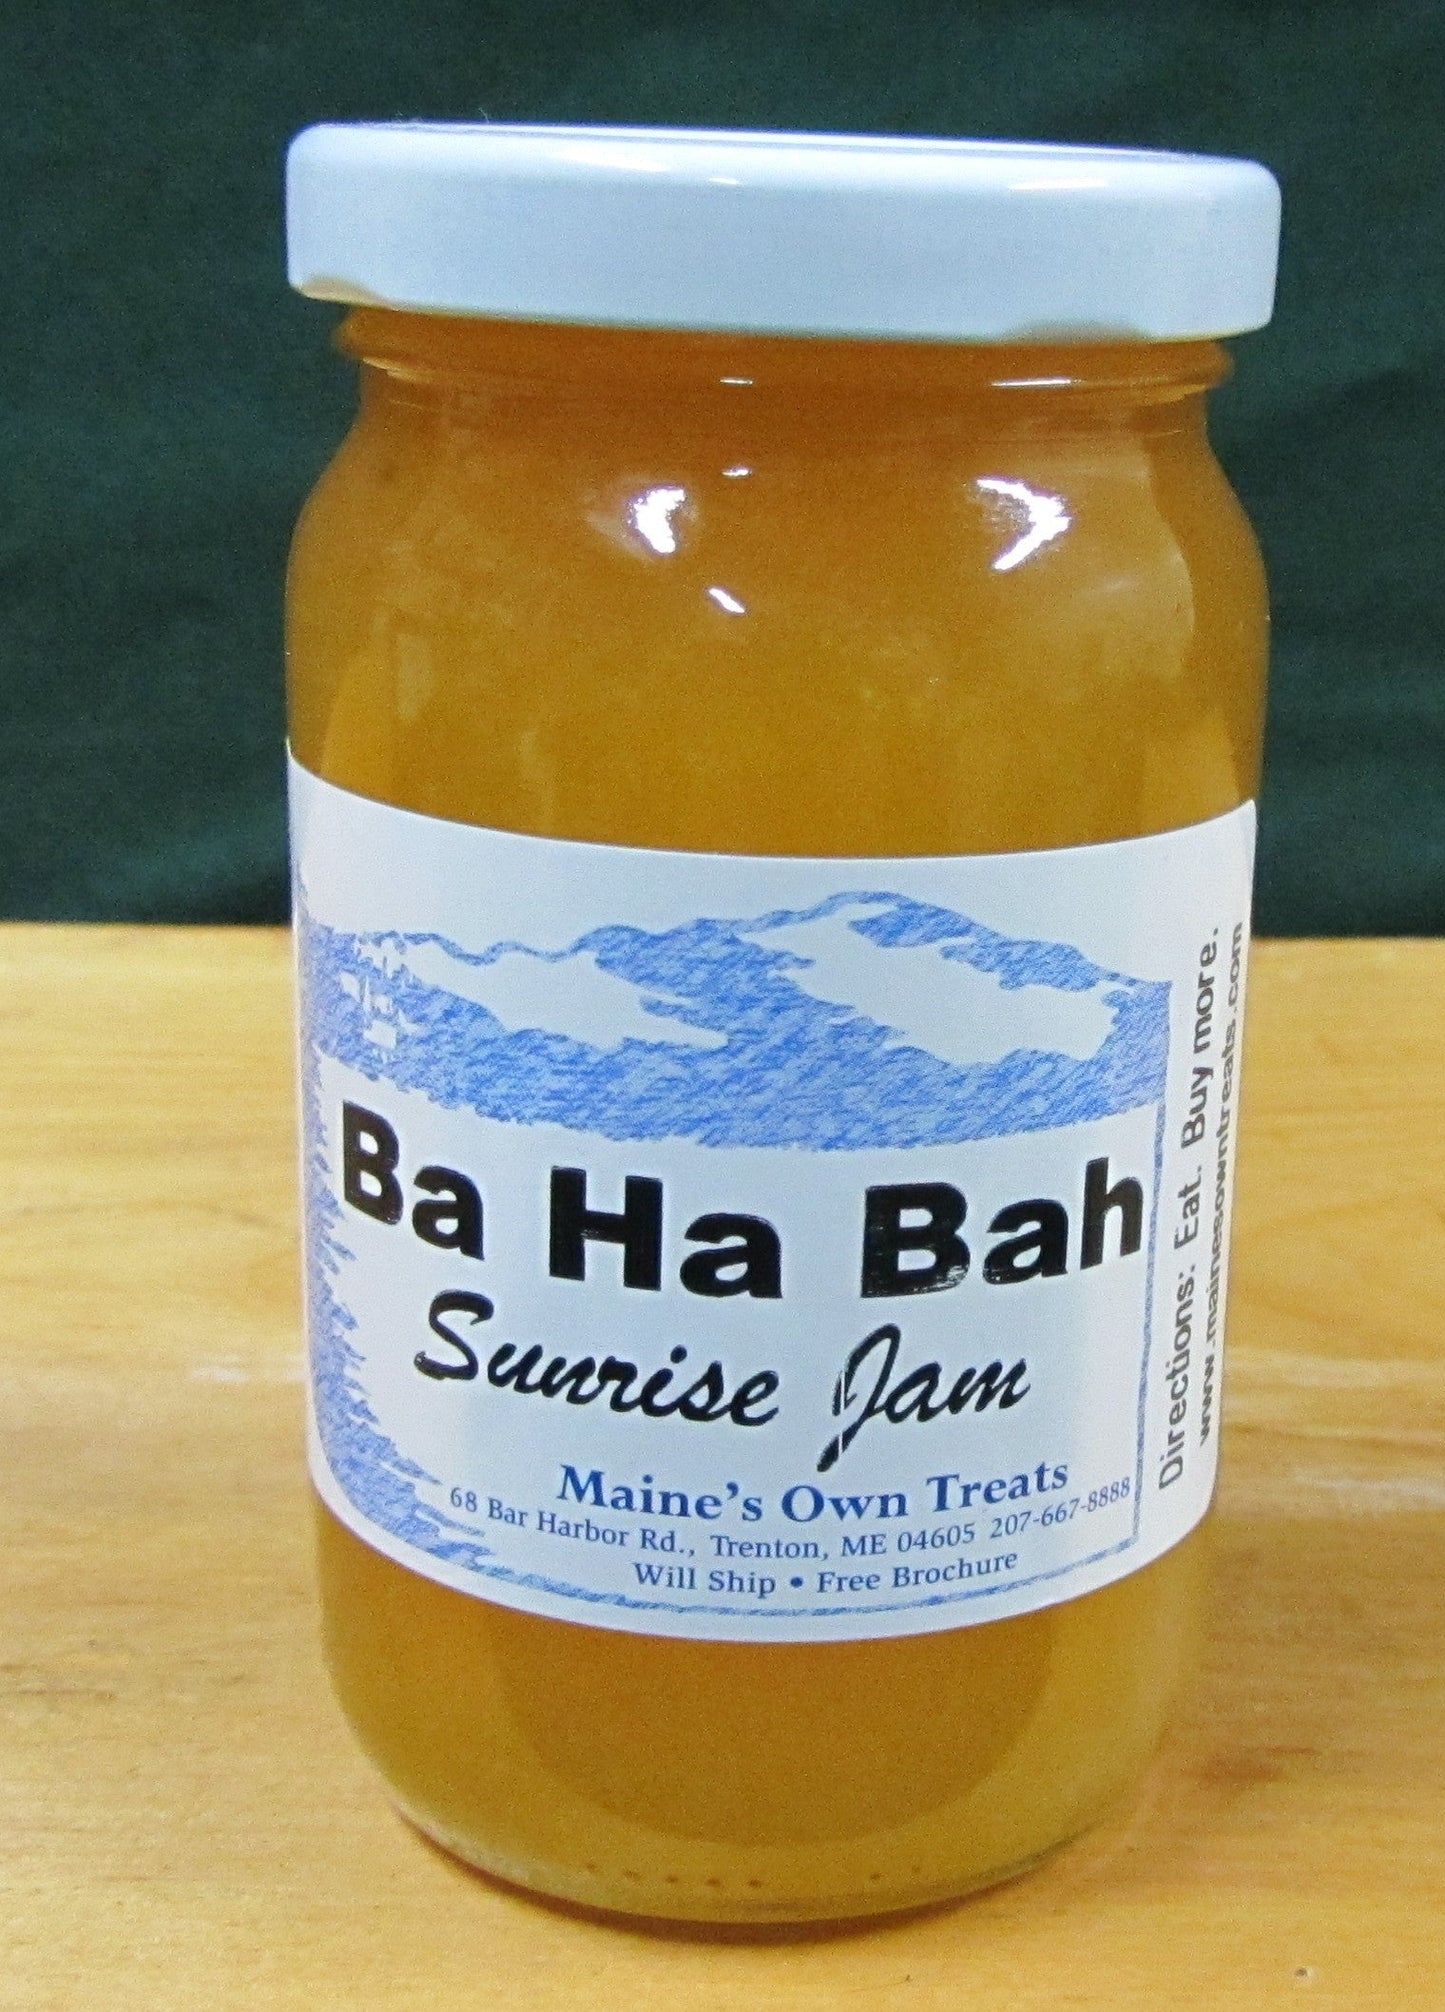 Ba Ha Bah
Sunrise Jam
Maine's Own Treats
68 Bar Harbor Rd., Trenton, ME 04605 207-667-8888
Will Ship • Free Brochure
Directions: Eat. Buy more.
www.mainesowntreats.com